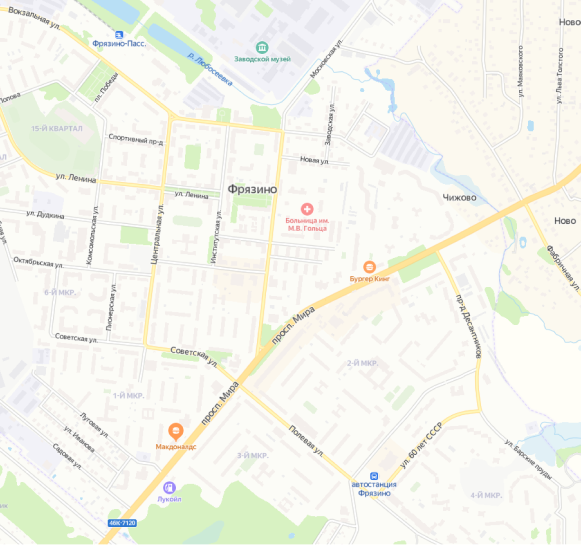 Вокзальная ул.
Фрязино-Пасс.
р. Любосеевка
Заводской музей
Московская ул.
Ново
ул. Маяковского
ул. Льва Толстого
Попова
пл. Победы
15-Й КВАРТАЛ
Спортивный пр-д
Заводская ул.
Новая ул.
АЛ
ул. Ленина
ул. Ленина
Фрязино
Чижово
ул. Дудкина
Комсомольская ул.
Центральная ул.
Институтская ул.
Больница им.
М.В. Гольца
Ново
Октябрьская ул.
Бургер Кинг
Фабричная ул.
6-Й МКР.
Пионерская ул.
просп. Мира
пр-д Десантников
Советская ул.
Советская ул.
2-Й МКР.
1-Й МКР.
просп. Мира
Луговая ул.
ул. Иванова
Садовая ул.
Макдоналдс
Полевая ул.
ул. 60 лет СССР
ул. Барские пруды
3-Й МКР.
автостанция
Фрязино
4-Й МКР.
Лукойл
46К-7120